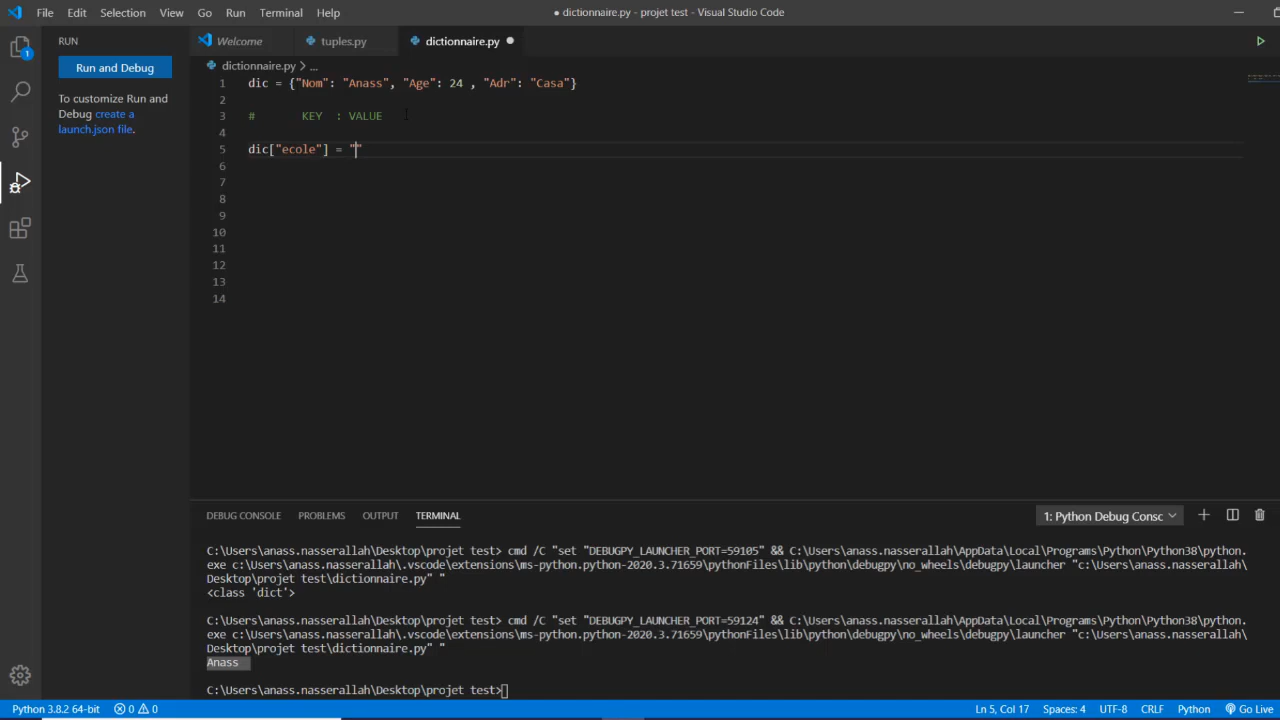 File Edit Selection View Go Run Terminal Help
● dictionnaire.py - projet test - Visual Studio Code
RUN
Welcome
tuples.py
dictionnaire.py
Run and Debug
dictionnaire.py > ...
To customize Run and
Debug create a
launch.json file.
1
1 dic = {"Nom": "Anass", "Age": 24 , "Adr": "Casa"}
2
3 # KEY : VALUE
4
5 dic["ecole"] = ""
6
7
8
9
10
11
12
13
14
DEBUG CONSOLE PROBLEMS OUTPUT TERMINAL
1: Python Debug Consc
C:\Users\anass.nasserallah\Desktop\projet test> cmd /C "set "DEBUGPY_LAUNCHER_PORT=59105" && C:\Users\anass.nasserallah\AppData\Local\Programs\Python\Python38\python.
exe c:\Users\anass.nasserallah\.vscode\extensions\ms-python.python-2020.3.71659\pythonFiles\lib\python\debugpy\no_wheels\debugpy\launcher "c:\Users\anass.nasserallah\
Desktop\projet test\dictionnaire.py" "
<class 'dict'>
C:\Users\anass.nasserallah\Desktop\projet test> cmd /C "set "DEBUGPY_LAUNCHER_PORT=59124" && C:\Users\anass.nasserallah\AppData\Local\Programs\Python\Python38\python.
exe c:\Users\anass.nasserallah\.vscode\extensions\ms-python.python-2020.3.71659\pythonFiles\lib\python\debugpy\no_wheels\debugpy\launcher "c:\Users\anass.nasserallah\
Desktop\projet test\dictionnaire.py" "
Anass
C:\Users\anass.nasserallah\Desktop\projet test>
Python 3.8.2 64-bit 0 0 Ln 5, Col 17 Spaces: 4 UTF-8 CRLF Python Go Live